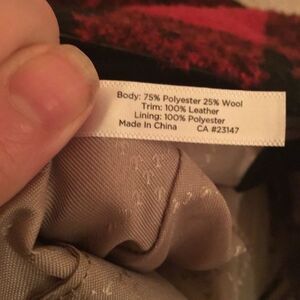 Body: 75% Polyester 25% Wool
Trim: 100% Leather
Lining: 100% Polyester
Made In China CA #23147